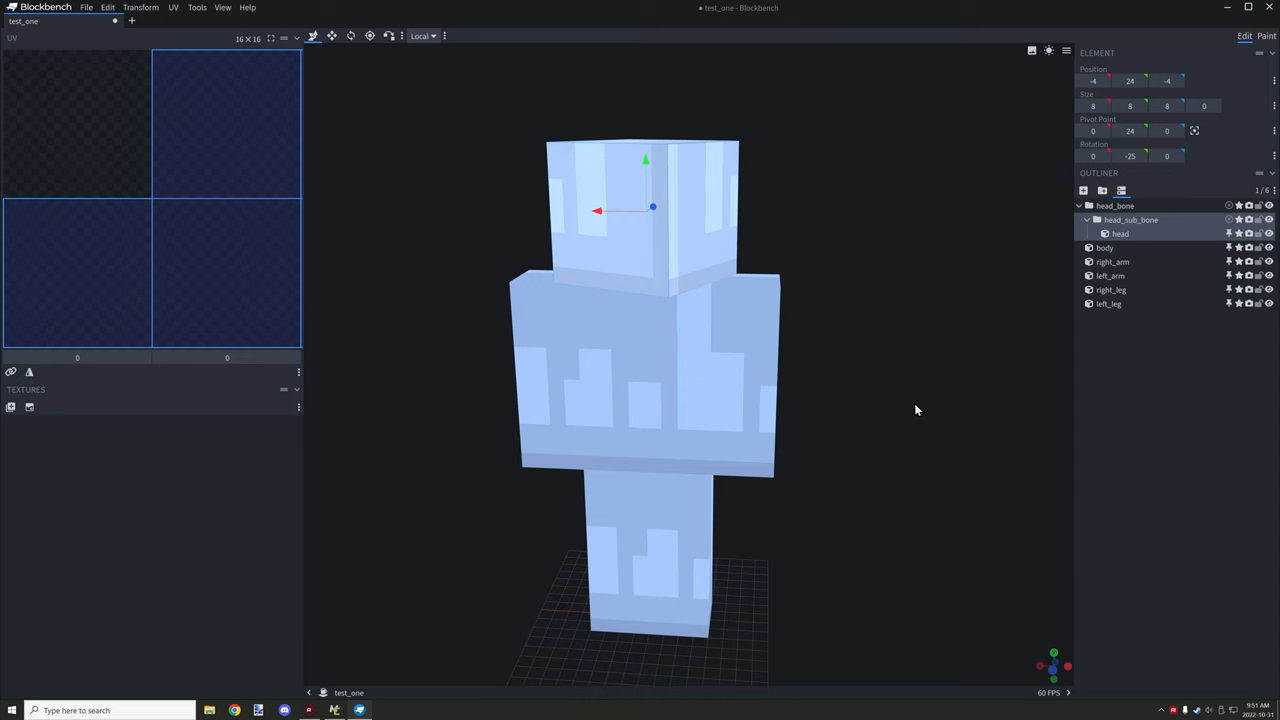 Blockbench File Edit Transform UV Tools View Help
test_one - Blockbench
test_one
UV
16 × 16
Local
Edit Paint
ELEMENT
Position
-4 24 -4
Size
8 8 8 0
Pivot Point
0 24 0
Rotation
0 -25 0
OUTLINER
1 / 6
head_bone
head_sub_bone
head
body
right_arm
left_arm
right_leg
left_leg
0 0
TEXTURES
test_one
60 FPS
Type here to search
9:51 AM
2022-10-31